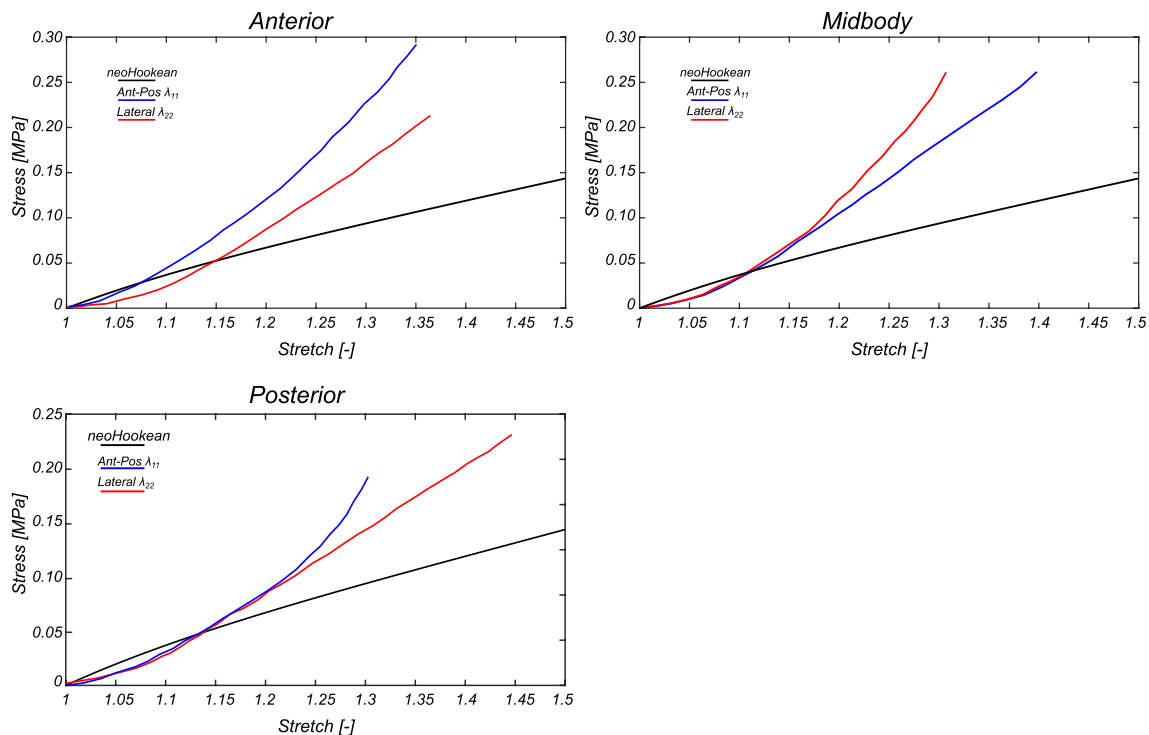 Anterior
0.30
0.25
0.20
0.15
0.10
0.05
0
Stress [MPa]
neoHookean
Ant-Pos λ₁₁
Lateral λ₂₂
1 1.05 1.1 1.15 1.2 1.25 1.3 1.35 1.4 1.45 1.5
Stretch [-]
Midbody
0.30
0.25
0.20
0.15
0.10
0.05
0
Stress [MPa]
neoHookean
Ant-Pos λ₁₁
Lateral λ₂₂
1 1.05 1.1 1.15 1.2 1.25 1.3 1.35 1.4 1.45 1.5
Stretch [-]
Posterior
0.25
0.20
0.15
0.10
0.05
0
Stress [MPa]
neoHookean
Ant-Pos λ₁₁
Lateral λ₂₂
1 1.05 1.1 1.15 1.2 1.25 1.3 1.35 1.4 1.45 1.5
Stretch [-]